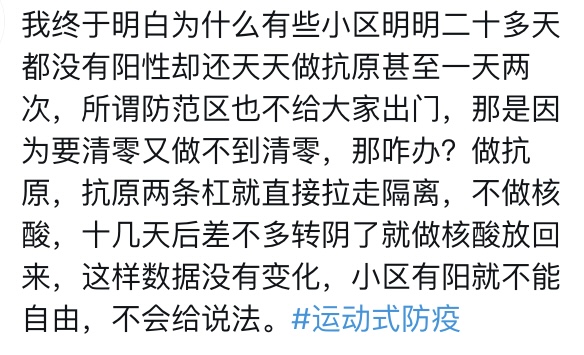 我终于明白为什么有些小区明明二十多天
都没有阳性却还天天做抗原甚至一天两
次，所谓防范区也不给大家出门，那是因
为要清零又做不到清零，那咋办？做抗
原，抗原两条杠就直接拉走隔离，不做核
酸，十几天后差不多转阴了就做核酸放回
来，这样数据没有变化，小区有阳就不能
自由，不会给说法。#运动式防疫